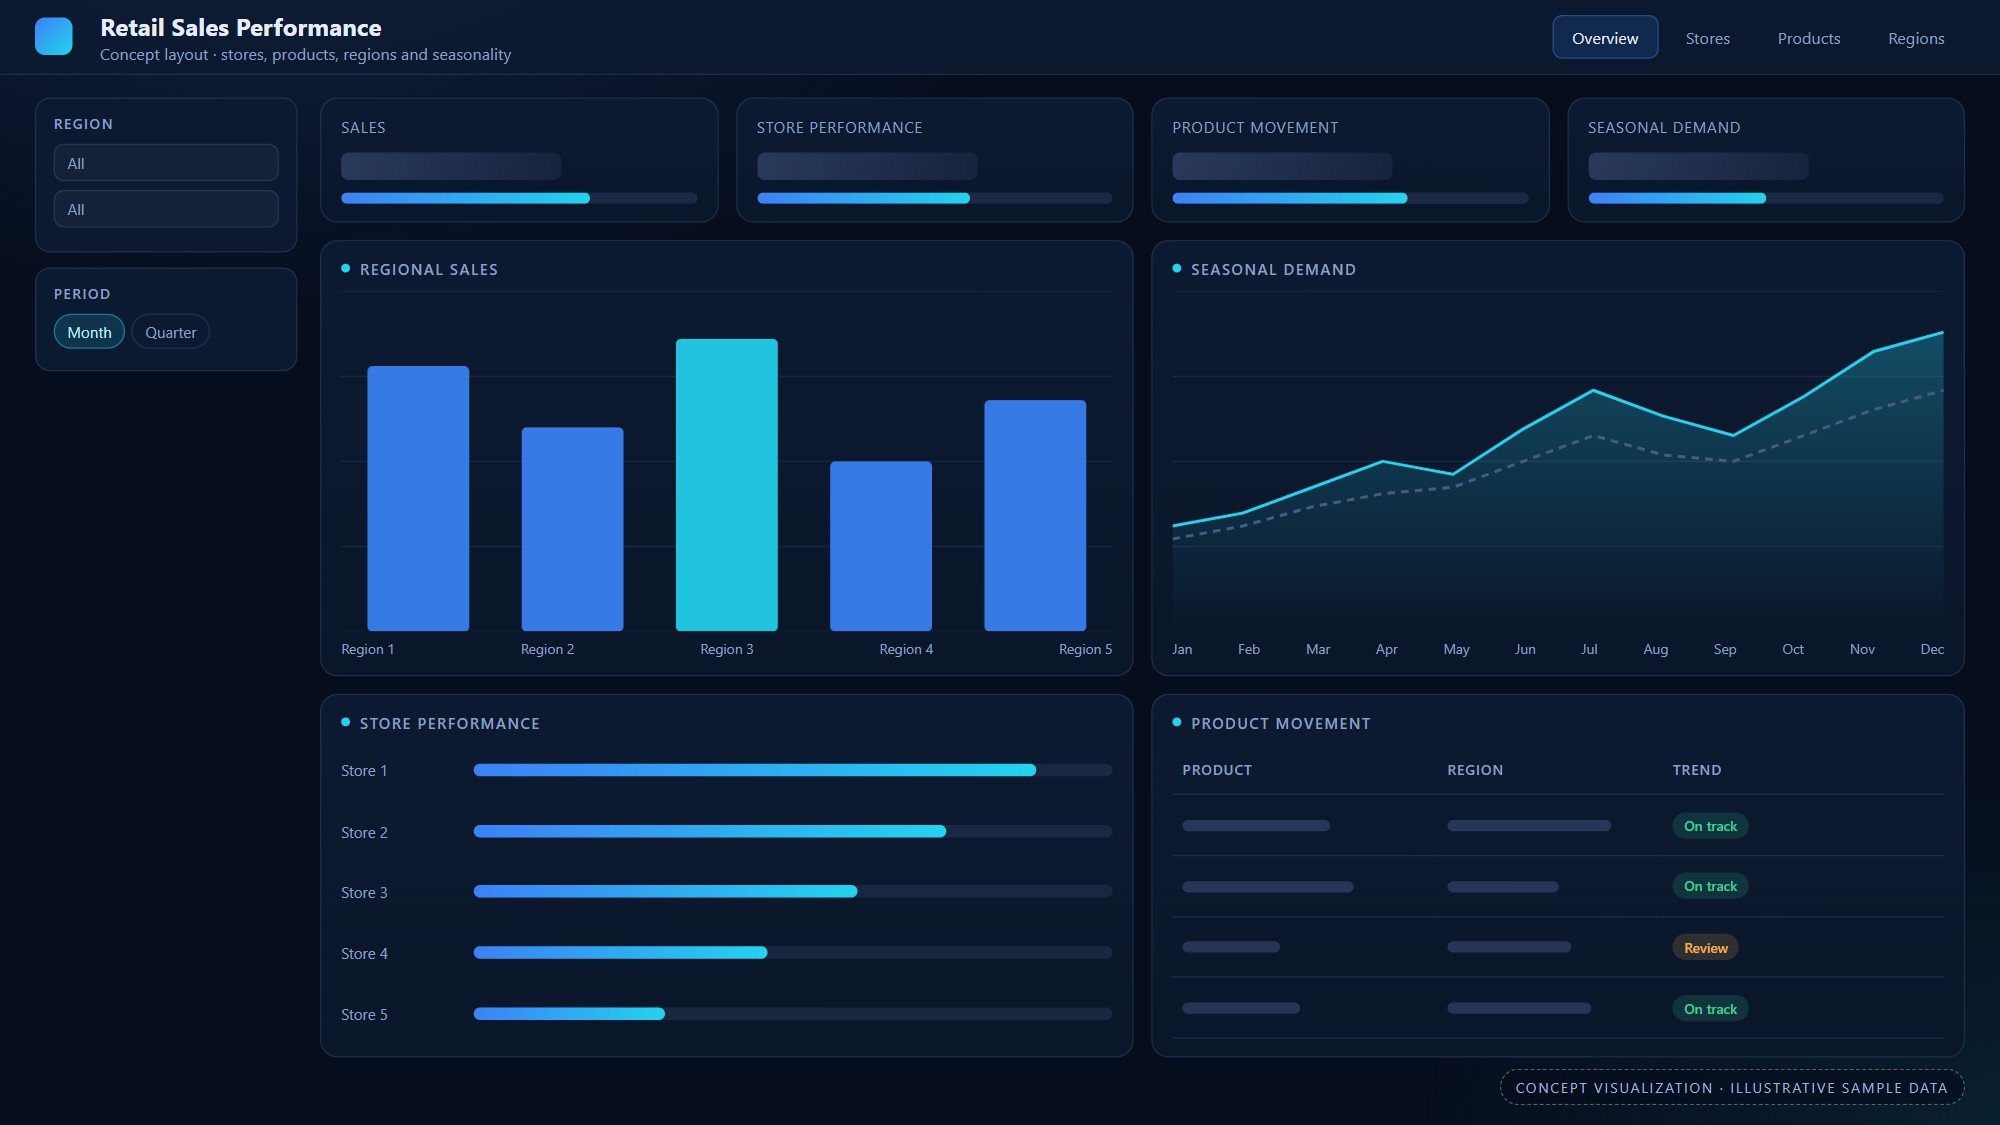 Retail Sales Performance
Concept layout · stores, products, regions and seasonality
Overview
Stores
Products
Regions
REGION
All
All
PERIOD
Month
Quarter
SALES
STORE PERFORMANCE
PRODUCT MOVEMENT
SEASONAL DEMAND
REGIONAL SALES
Region 1
Region 2
Region 3
Region 4
Region 5
SEASONAL DEMAND
Jan
Feb
Mar
Apr
May
Jun
Jul
Aug
Sep
Oct
Nov
Dec
STORE PERFORMANCE
Store 1
Store 2
Store 3
Store 4
Store 5
PRODUCT MOVEMENT
PRODUCT
REGION
TREND
On track
On track
Review
On track
CONCEPT VISUALIZATION · ILLUSTRATIVE SAMPLE DATA